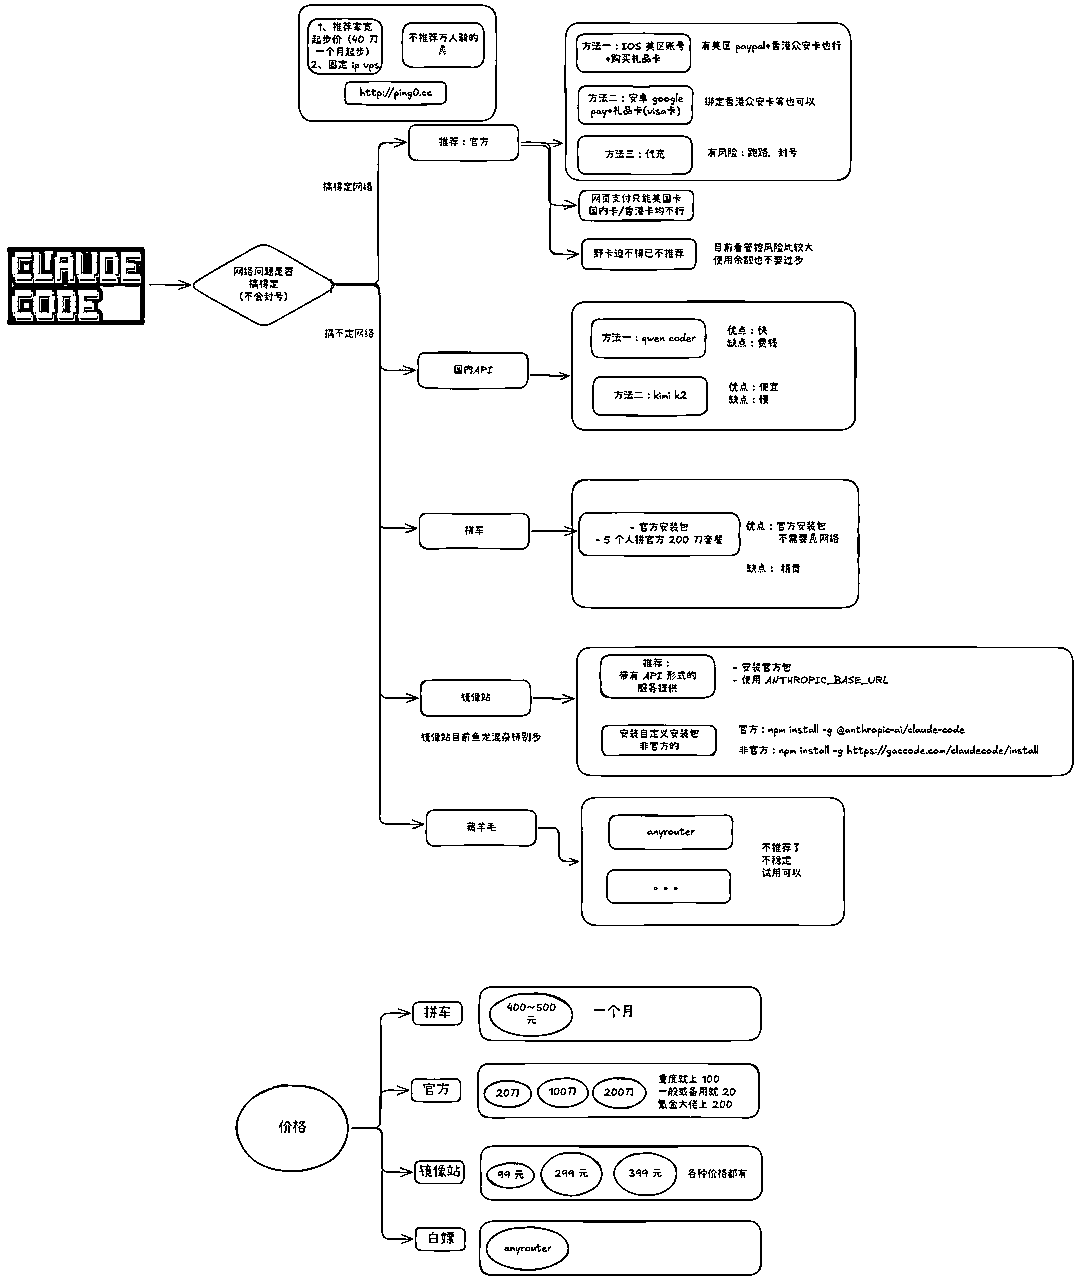 1、推荐家宽
起步价（40 刀
一个月起步）
2、固定 ip vps
不推荐万人骑的
http://ping0.cc
推荐：官方
搞得定网络
方法一：IOS 美区账号
+购买礼品卡
有美区 paypal+香港众安卡也行
方法二：安卓 google
pay+礼品卡(visa卡)
绑定香港众安卡等也可以
方法三：代充
有风险：跑路，封号
网页支付只能美国卡
国内卡/香港卡均不行
野卡迫不得已不推荐
目前看管控风险比较大
使用余额也不要过多
CLAUDE
CODE
网络问题是否
搞得定
（不会封号）
搞不定网络
国内API
方法一：qwen coder
优点：快
缺点：费钱
方法二：kimi k2
优点：便宜
缺点：慢
拼车
- 官方安装包
- 5 个人拼官方 200 刀套餐
优点：官方安装包
不需要 网络
缺点： 稍贵
镜像站
镜像站目前鱼龙混杂
推荐：
带有 API 形式的
服务提供
- 安装官方包
- 使用 ANTHROPIC_BASE_URL
安装自定义安装包
非官方的
官方：npm install -g @anthropic-ai/claude-code
非官方：npm install -g https://gaccode.com/claudecode/install
薅羊毛
anyrouter
...
不推荐了
不稳定
试用可以
价格
拼车
400～500
元
一个月
官方
20刀
100刀
200刀
重度就上 100
一般或备用就 20
氪金大佬上 200
镜像站
99 元
299 元
399 元
各种价格都有
白嫖
anyrouter